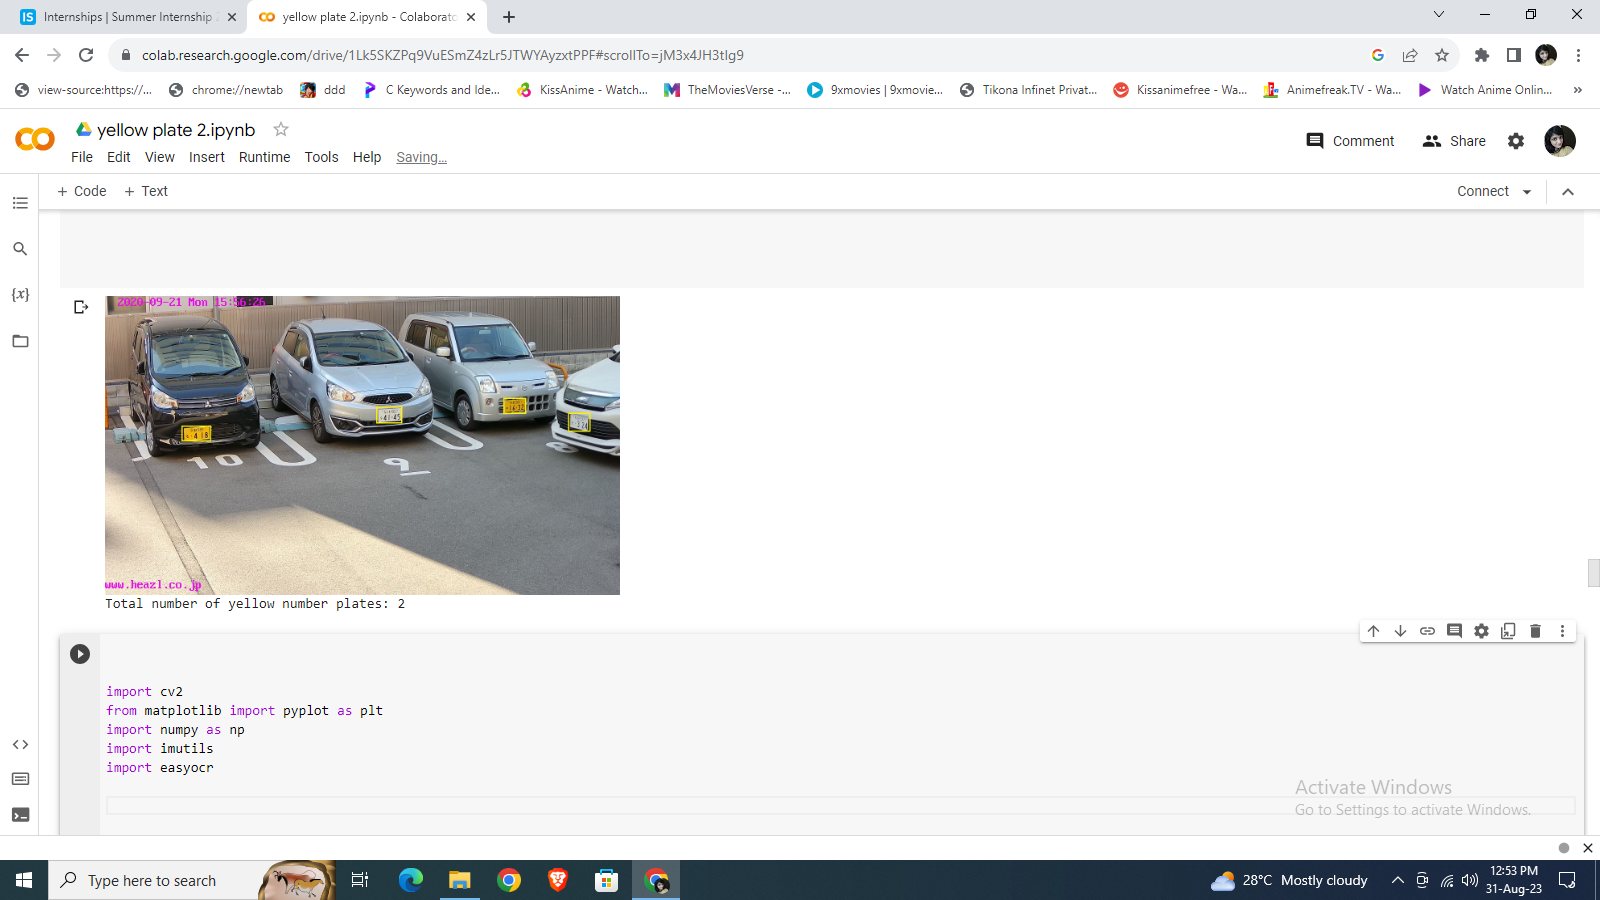 Internships | Summer Internship
yellow plate 2.ipynb - Colaborato
colab.research.google.com/drive/1Lk5SKZPq9VuESmZ4zLr5JTWYAyzxtPPF#scrollTo=jM3x4JH3tIg9
view-source:https://...
chrome://newtab
ddd
C Keywords and Ide...
KissAnime - Watch...
TheMoviesVerse -...
9xmovies | 9xmovie...
Tikona Infinet Privat...
Kissanimefree - Wa...
Animefreak.TV - Wa...
Watch Anime Onlin...
yellow plate 2.ipynb
Comment
Share
File Edit View Insert Runtime Tools Help Saving...
+ Code + Text
Connect
{x}
2020-09-21 Mon 15:56:26
41-45
10
9
www.heazl.co.jp
Total number of yellow number plates: 2
import cv2
from matplotlib import pyplot as plt
import numpy as np
import imutils
import easyocr
Activate Windows
Go to Settings to activate Windows.
Type here to search
28°C Mostly cloudy
12:53 PM
31-Aug-23